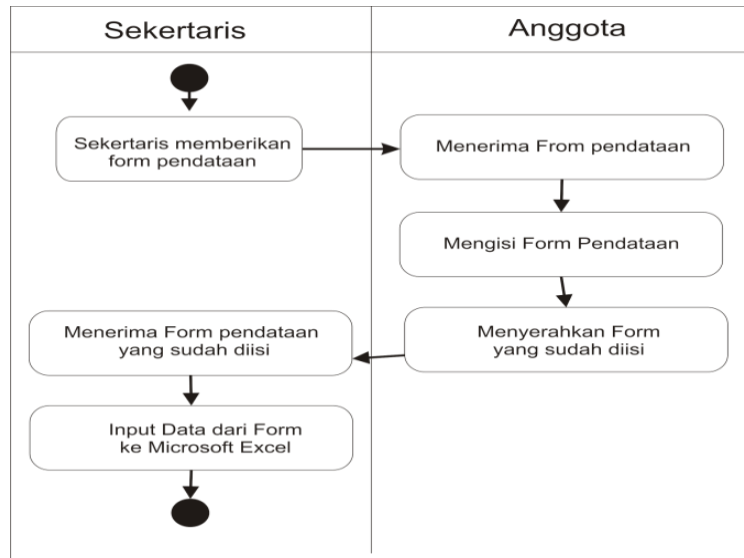 Sekertaris
Anggota
Sekertaris memberikan
form pendataan
Menerima From pendataan
Mengisi Form Pendataan
Menyerahkan Form
yang sudah diisi
Menerima Form pendataan
yang sudah diisi
Input Data dari Form
ke Microsoft Excel